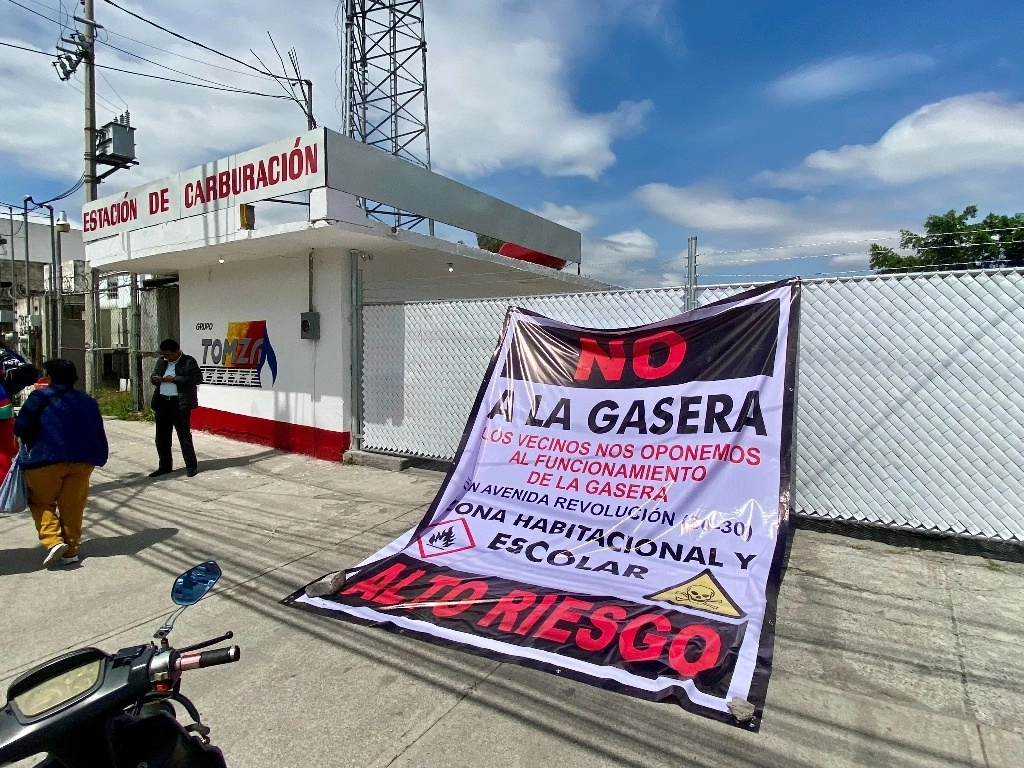 ESTACIÓN DE CARBURACIÓN
GRUPO
TOMZA
NO
A LA GASERA
LOS VECINOS NOS OPONEMOS
AL FUNCIONAMIENTO
DE LA GASERA
EN AVENIDA REVOLUCIÓN
ZONA HABITACIONAL Y
ESCOLAR
ALTO RIESGO